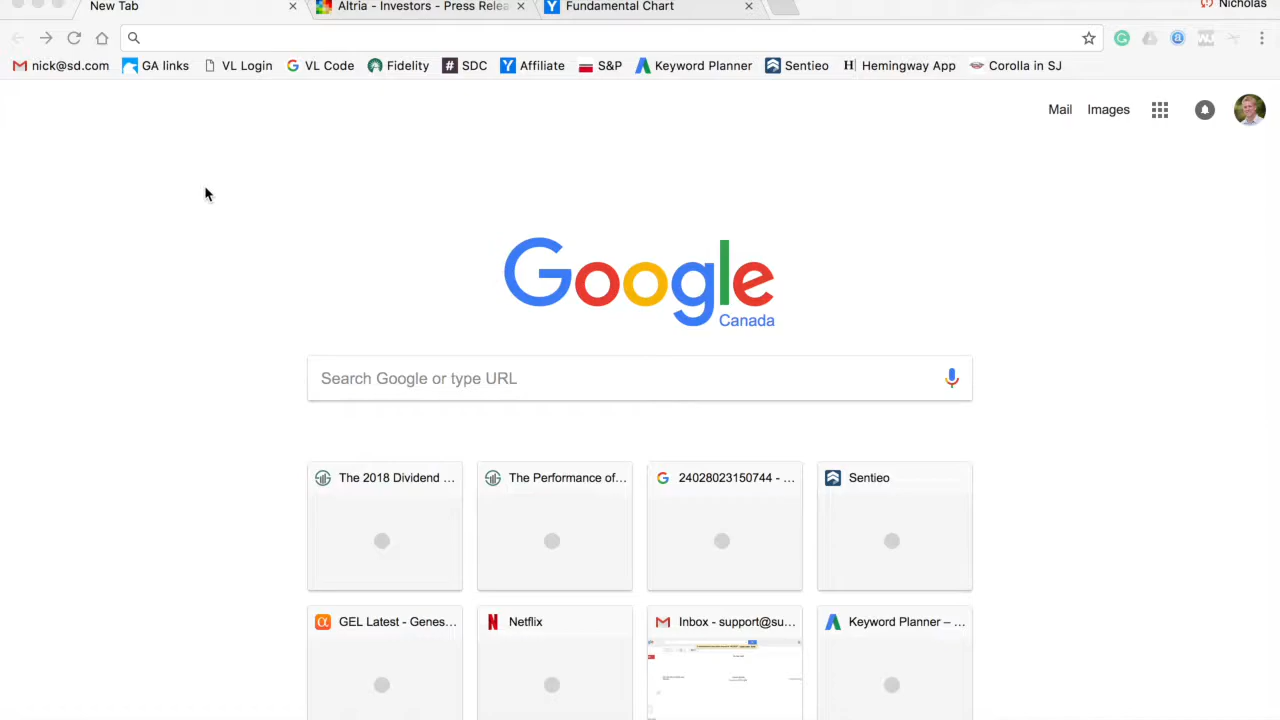 New Tab
Altria - Investors - Press Relea
Fundamental Chart
Nicholas
nick@sd.com
GA links
VL Login
VL Code
Fidelity
SDC
Affiliate
S&P
Keyword Planner
Sentieo
Hemingway App
Corolla in SJ
Mail
Images
Google
Canada
Search Google or type URL
The 2018 Dividend ...
The Performance of...
24028023150744 - ...
Sentieo
GEL Latest - Genes...
Netflix
Inbox - support@su...
Keyword Planner – ...